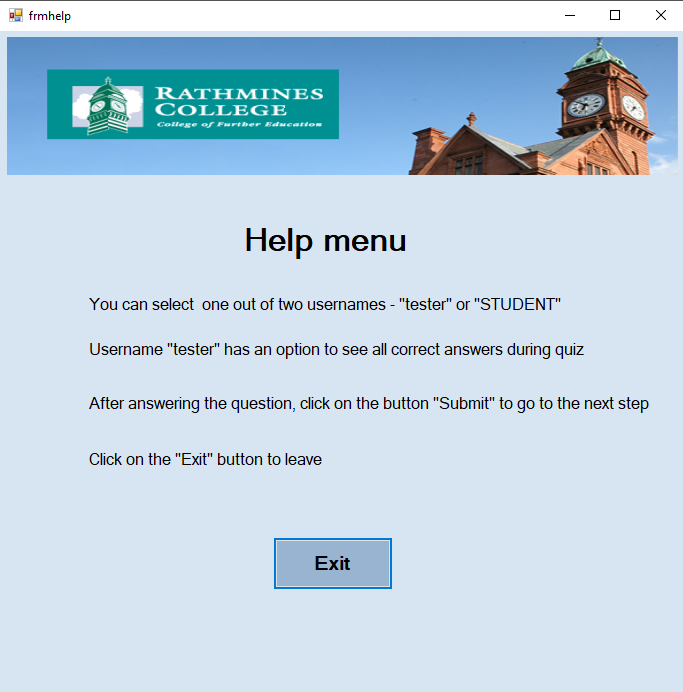 frmhelp
RATHMINES
COLLEGE
College of Further Education
Help menu
You can select  one out of two usernames - "tester" or "STUDENT"
Username "tester" has an option to see all correct answers during quiz
After answering the question, click on the button "Submit" to go to the next step
Click on the "Exit" button to leave
Exit